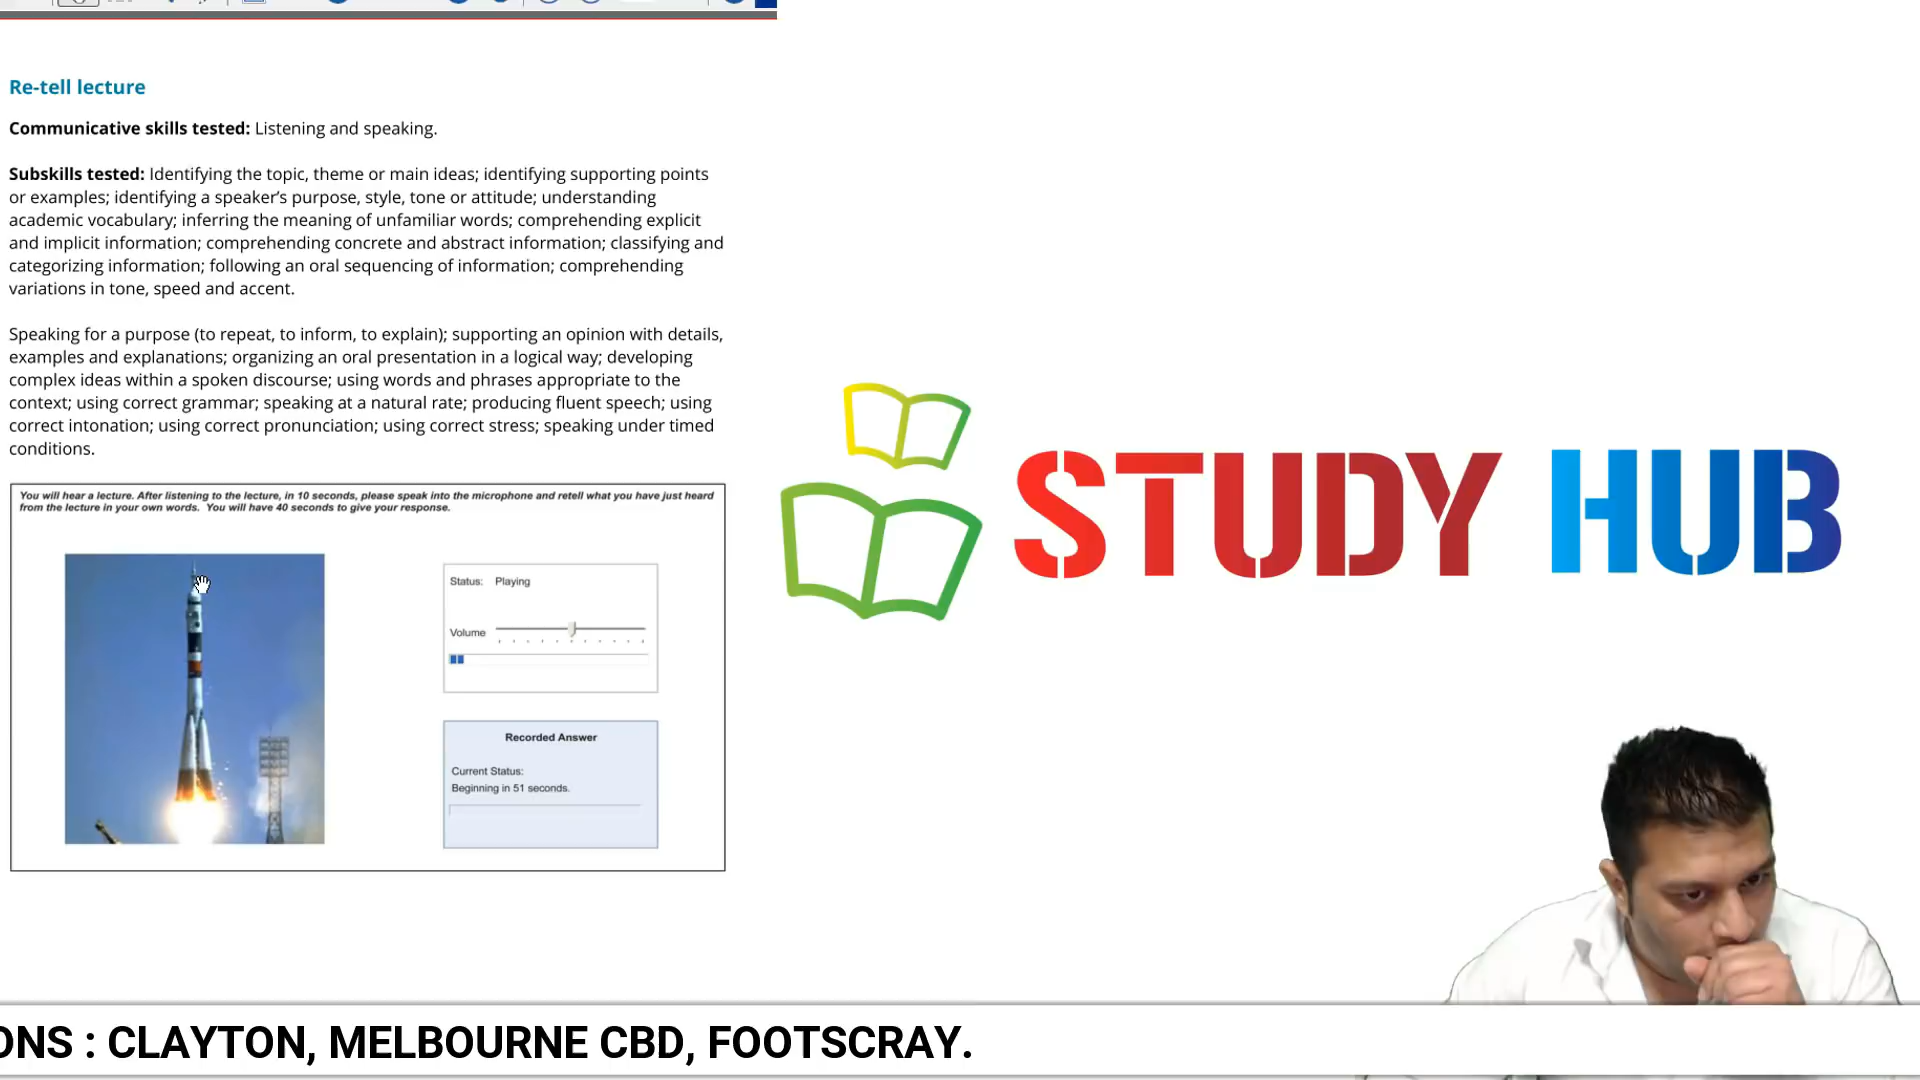 Re-tell lecture
Communicative skills tested: Listening and speaking.
Subskills tested: Identifying the topic, theme or main ideas; identifying supporting points
or examples; identifying a speaker’s purpose, style, tone or attitude; understanding
academic vocabulary; inferring the meaning of unfamiliar words; comprehending explicit
and implicit information; comprehending concrete and abstract information; classifying and
categorizing information; following an oral sequencing of information; comprehending
variations in tone, speed and accent.
Speaking for a purpose (to repeat, to inform, to explain); supporting an opinion with details,
examples and explanations; organizing an oral presentation in a logical way; developing
complex ideas within a spoken discourse; using words and phrases appropriate to the
context; using correct grammar; speaking at a natural rate; producing fluent speech; using
correct intonation; using correct pronunciation; using correct stress; speaking under timed
conditions.
You will hear a lecture. After listening to the lecture, in 10 seconds, please speak into the microphone and retell what you have just heard
from the lecture in your own words. You will have 40 seconds to give your response.
Status: Playing
Volume
Recorded Answer
Current Status:
Beginning in 51 seconds.
STUDY HUB
ONS : CLAYTON, MELBOURNE CBD, FOOTSCRAY.